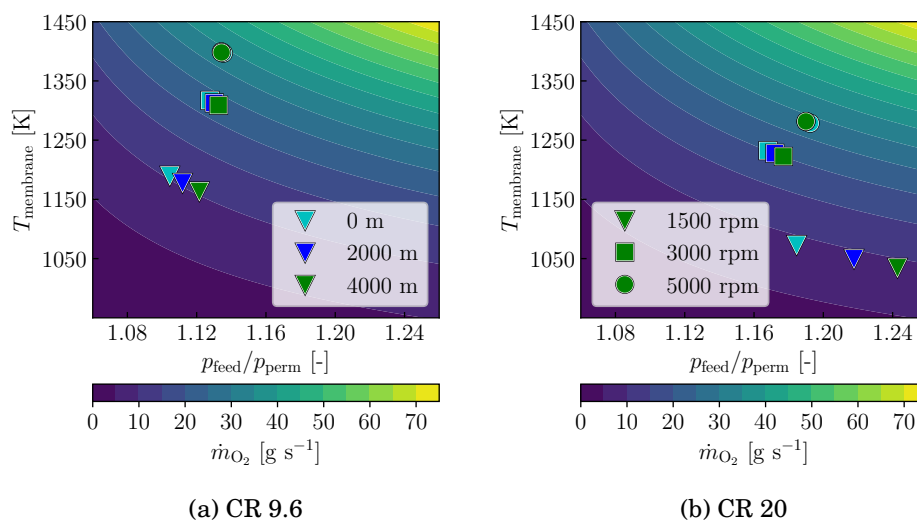 1450
1350
1250
1150
1050
T_membrane [K]
0 m
2000 m
4000 m
1.08 1.12 1.16 1.20 1.24
p_feed/p_perm [-]
0 10 20 30 40 50 60 70
ṁ_O₂ [g s⁻¹]
(a) CR 9.6
1450
1350
1250
1150
1050
T_membrane [K]
1500 rpm
3000 rpm
5000 rpm
1.08 1.12 1.16 1.20 1.24
p_feed/p_perm [-]
0 10 20 30 40 50 60 70
ṁ_O₂ [g s⁻¹]
(b) CR 20